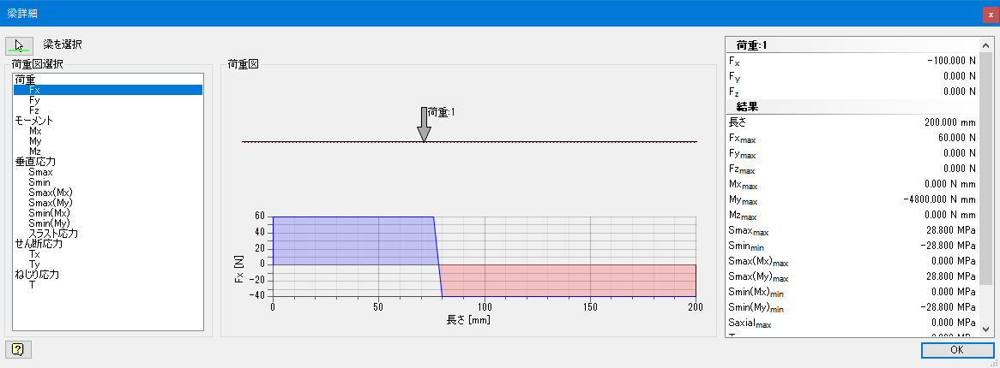 梁詳細
x
梁を選択
荷重図選択
荷重
Fx
Fy
Fz
モーメント
Mx
My
Mz
垂直応力
Smax
Smin
Smax(Mx)
Smax(My)
Smin(Mx)
Smin(My)
スラスト応力
せん断応力
Tx
Ty
ねじり応力
T
荷重図
荷重:1
60
40
20
0
-20
-40
Fx [N]
0 50 100 150 200
長さ [mm]
荷重:1
Fx -100.000 N
Fy 0.000 N
Fz 0.000 N
結果
長さ 200.000 mm
Fxmax 60.000 N
Fymax 0.000 N
Fzmax 0.000 N
Mxmax 0.000 N mm
Mymax -4800.000 N mm
Mzmax 0.000 N mm
Smaxmax 28.800 MPa
Sminmin -28.800 MPa
Smax(Mx)max 0.000 MPa
Smax(My)max 28.800 MPa
Smin(Mx)min 0.000 MPa
Smin(My)min -28.800 MPa
Saxialmax 0.000 MPa
?
OK